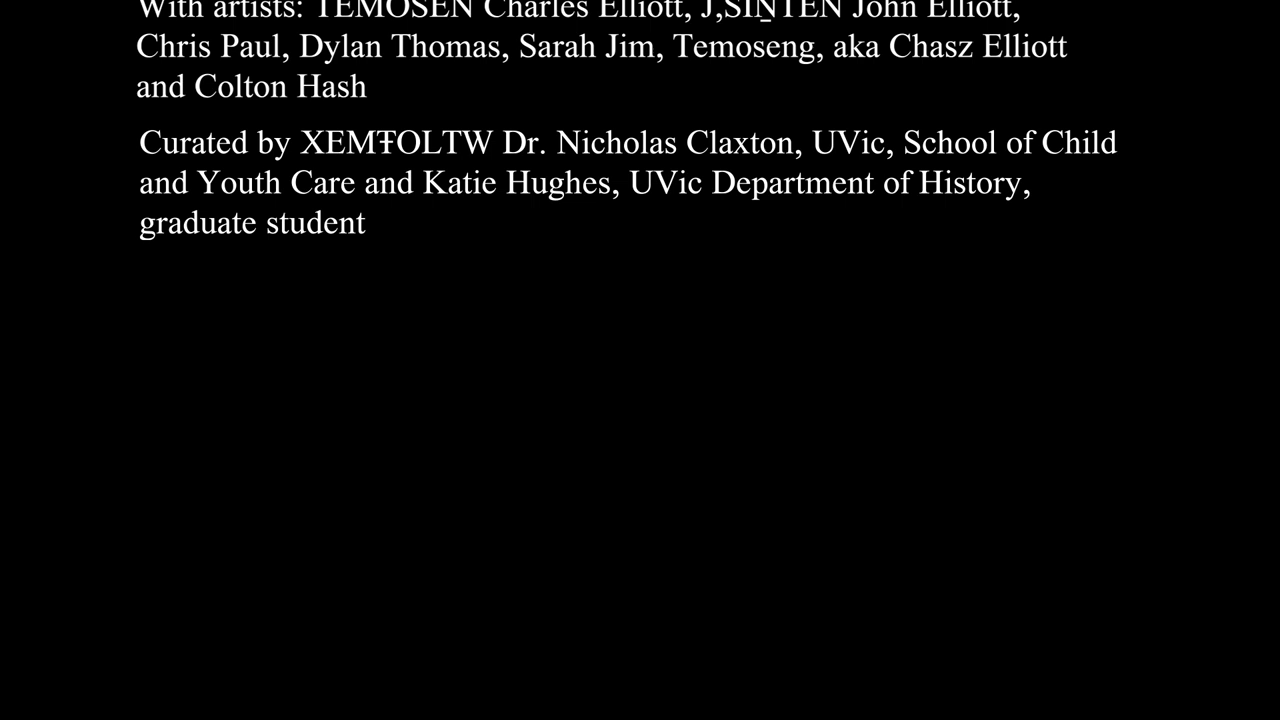 With artists: TEMOSEN Charles Elliott, J,SIṈTEN John Elliott,
Chris Paul, Dylan Thomas, Sarah Jim, Temoseng, aka Chasz Elliott
and Colton Hash
Curated by XEMŦOLTW Dr. Nicholas Claxton, UVic, School of Child
and Youth Care and Katie Hughes, UVic Department of History,
graduate student